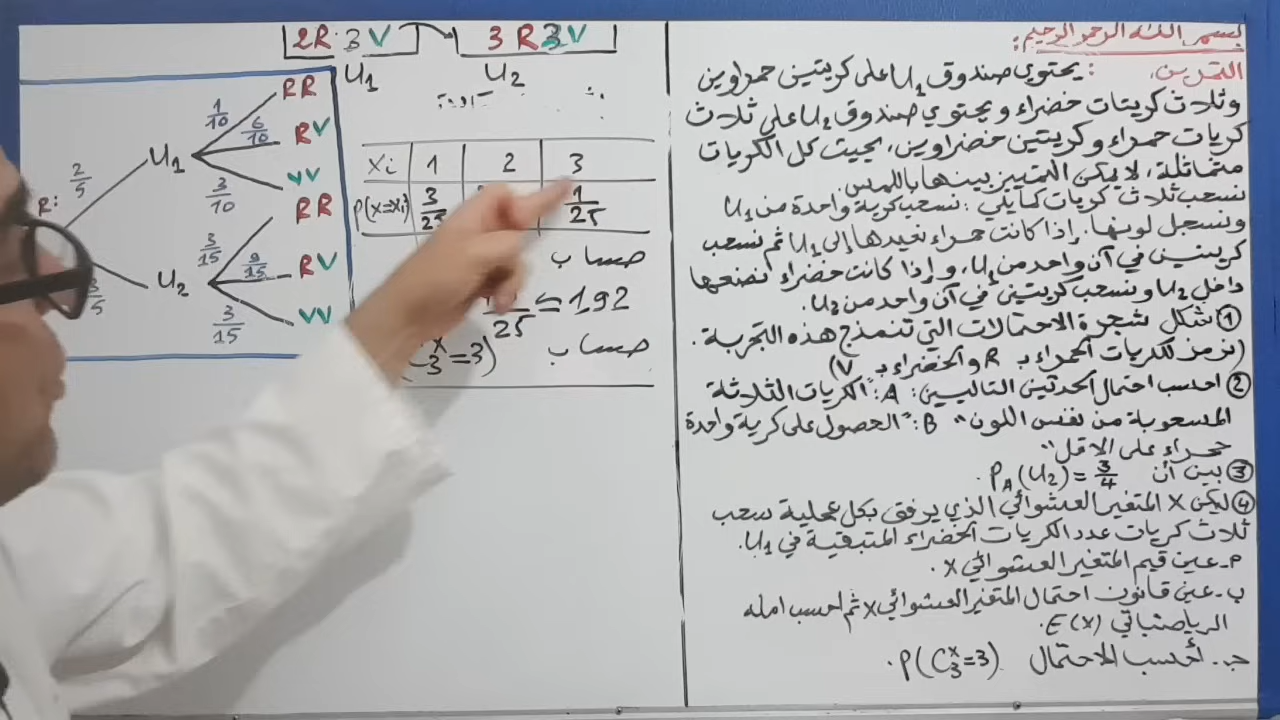 بسم الله الرحمن الرحيم:
التمرين: يحتوي صندوق U₁ على كريتين حمراوين
وثلاث كريات خضراء ويحتوي صندوق U₂ على ثلاث
كريات حمراء وكريتين خضراوين، بحيث كل الكريات
متماثلة، لا يمكن التمييز بينها باللمس.
نسحب ثلاث كريات كما يلي: نسحب كرية واحدة من U₁
ونسجل لونها. إذا كانت حمراء نعيدها إلى U₁ ثم نسحب
كريتين في آن واحد من U₁، وإذا كانت خضراء نضعها
داخل U₂ ونسحب كريتين في آن واحد من U₂.
① شكل شجرة الاحتمالات التي تنمذج هذه التجربة.
(نرمز للكريات الحمراء بـ R والخضراء بـ V)
② احسب احتمال الحدثين التاليين: A: "الكريات الثلاثة
المسحوبة من نفس اللون" B: "الحصول على كرية واحدة
حمراء على الاقل"
③ بين أن P_A(U₂) = 3/4.
④ ليكن X المتغير العشوائي الذي يرفق بكل عملية سحب
ثلاث كريات عدد الكريات الخضراء المتبقية في U₁.
أ- عين قيم المتغير العشوائي X.
ب- عين قانون احتمال المتغير العشوائي X ثم احسب امله
الرياضياتي E(X).
ج- أحسب الاحتمال P(C₃ˣ=3).
2R 3V
3 R 3V
U₁
U₂
xi 1 2 3
P(X=xi) 3/25 1/25
حساب
25 = 1,92
حساب
C₃ˣ=3)
R:
2/5
3/5
U₁
1/10 RR
6/10 RV
3/10 VV
U₂
3/15 RR
9/15 RV
3/15 VV